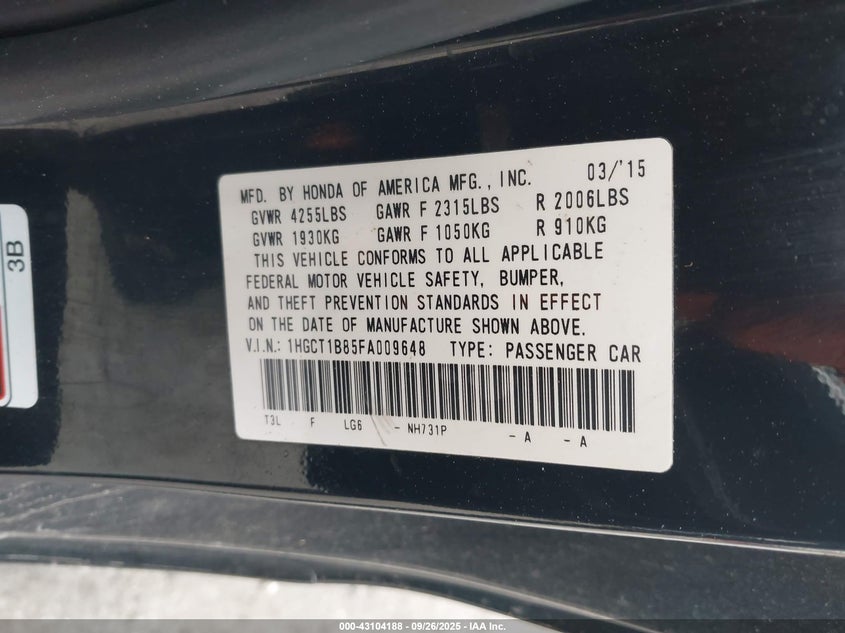 MFD. BY HONDA OF AMERICA MFG., INC. 03/'15
GVWR 4255LBS GAWR F 2315LBS R 2006LBS
GVWR 1930KG GAWR F 1050KG R 910KG
THIS VEHICLE CONFORMS TO ALL APPLICABLE
FEDERAL MOTOR VEHICLE SAFETY, BUMPER,
AND THEFT PREVENTION STANDARDS IN EFFECT
ON THE DATE OF MANUFACTURE SHOWN ABOVE.
V.I.N.: 1HGCT1B85FA009648 TYPE: PASSENGER CAR
T3L F LG6 - NH731P - A - A
3B
000-43104188 - 09/26/2025 - IAA Inc.